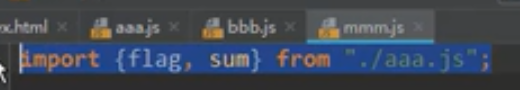 x.html × aaa.js × bbb.js × mmm.js ×
import {flag, sum} from "./aaa.js";